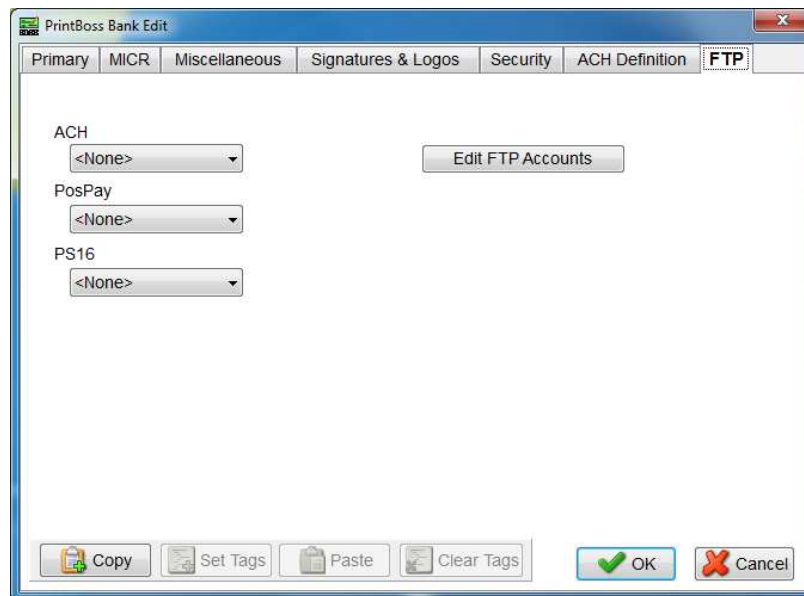 PrintBoss Bank Edit
Primary MICR Miscellaneous Signatures & Logos Security ACH Definition FTP
ACH
<None>
Edit FTP Accounts
PosPay
<None>
PS16
<None>
Copy Set Tags Paste Clear Tags OK Cancel